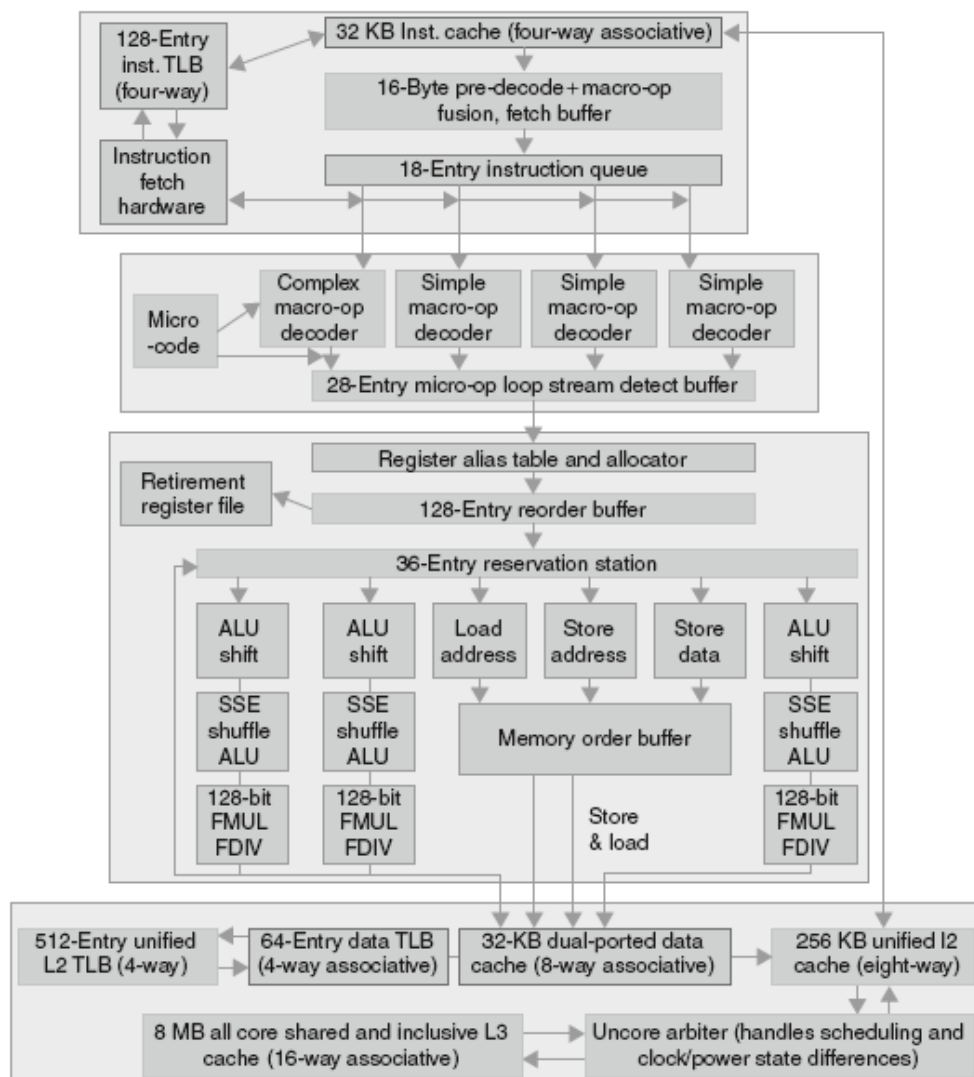 128-Entry
inst. TLB
(four-way)
32 KB Inst. cache (four-way associative)
16-Byte pre-decode+macro-op
fusion, fetch buffer
Instruction
fetch
hardware
18-Entry instruction queue
Micro
-code
Complex
macro-op
decoder
Simple
macro-op
decoder
Simple
macro-op
decoder
Simple
macro-op
decoder
28-Entry micro-op loop stream detect buffer
Register alias table and allocator
Retirement
register file
128-Entry reorder buffer
36-Entry reservation station
ALU
shift
ALU
shift
Load
address
Store
address
Store
data
ALU
shift
SSE
shuffle
ALU
SSE
shuffle
ALU
Memory order buffer
SSE
shuffle
ALU
128-bit
FMUL
FDIV
128-bit
FMUL
FDIV
Store
& load
128-bit
FMUL
FDIV
512-Entry unified
L2 TLB (4-way)
64-Entry data TLB
(4-way associative)
32-KB dual-ported data
cache (8-way associative)
256 KB unified l2
cache (eight-way)
8 MB all core shared and inclusive L3
cache (16-way associative)
Uncore arbiter (handles scheduling and
clock/power state differences)